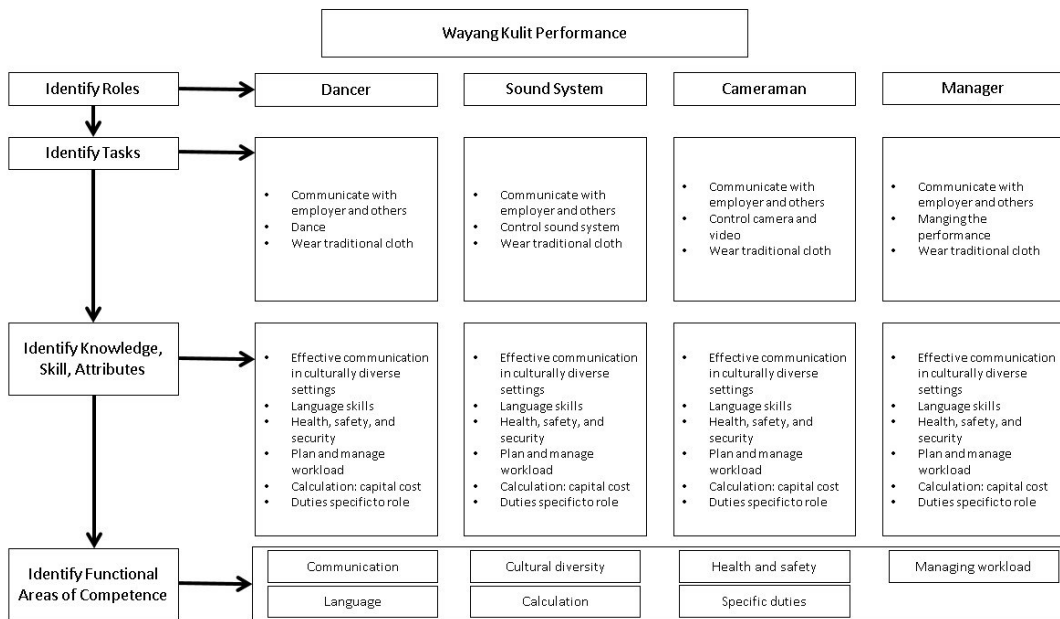 Wayang Kulit Performance
Identify Roles
Dancer
Sound System
Cameraman
Manager
Identify Tasks
• Communicate with
employer and others
• Dance
• Wear traditional cloth
• Communicate with
employer and others
• Control sound system
• Wear traditional cloth
• Communicate with
employer and others
• Control camera and
video
• Wear traditional cloth
• Communicate with
employer and others
• Manging the
performance
• Wear traditional cloth
Identify Knowledge,
Skill, Attributes
• Effective communication
in culturally diverse
settings
• Language skills
• Health, safety, and
security
• Plan and manage
workload
• Calculation: capital cost
• Duties specific to role
• Effective communication
in culturally diverse
settings
• Language skills
• Health, safety, and
security
• Plan and manage
workload
• Calculation: capital cost
• Duties specific to role
• Effective communication
in culturally diverse
settings
• Language skills
• Health, safety, and
security
• Plan and manage
workload
• Calculation: capital cost
• Duties specific to role
• Effective communication
in culturally diverse
settings
• Language skills
• Health, safety, and
security
• Plan and manage
workload
• Calculation: capital cost
• Duties specific to role
Identify Functional
Areas of Competence
Communication
Cultural diversity
Health and safety
Managing workload
Language
Calculation
Specific duties